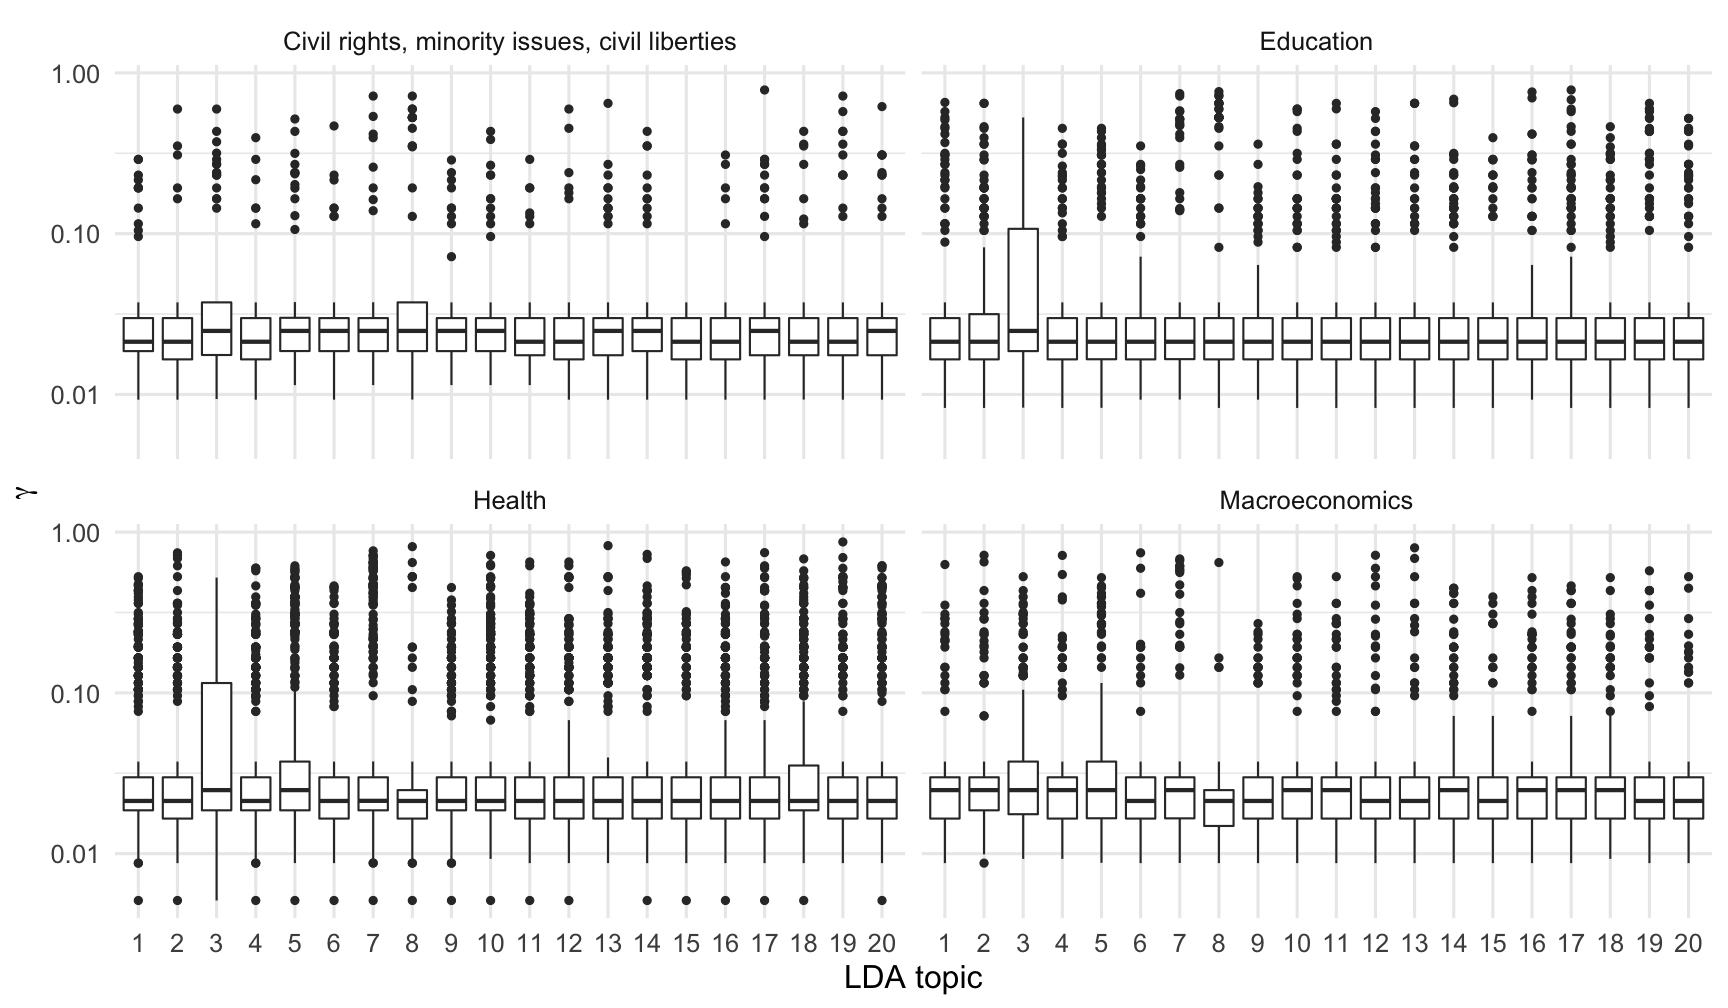 Civil rights, minority issues, civil liberties
Education
1.00
0.10
0.01
γ
Health
Macroeconomics
1.00
0.10
0.01
1 2 3 4 5 6 7 8 9 10 11 12 13 14 15 16 17 18 19 20
1 2 3 4 5 6 7 8 9 10 11 12 13 14 15 16 17 18 19 20
LDA topic